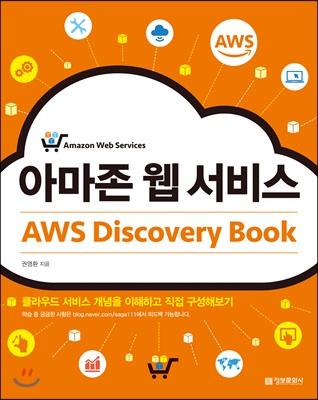 AWS
Amazon Web Services
아마존 웹 서비스
AWS Discovery Book
권영환 지음
클라우드 서비스 개념을 이해하고 직접 구성해보기
학습 중 궁금한 사항은 blog.naver.com/saga111에서 피드백 가능합니다.
정보문화사